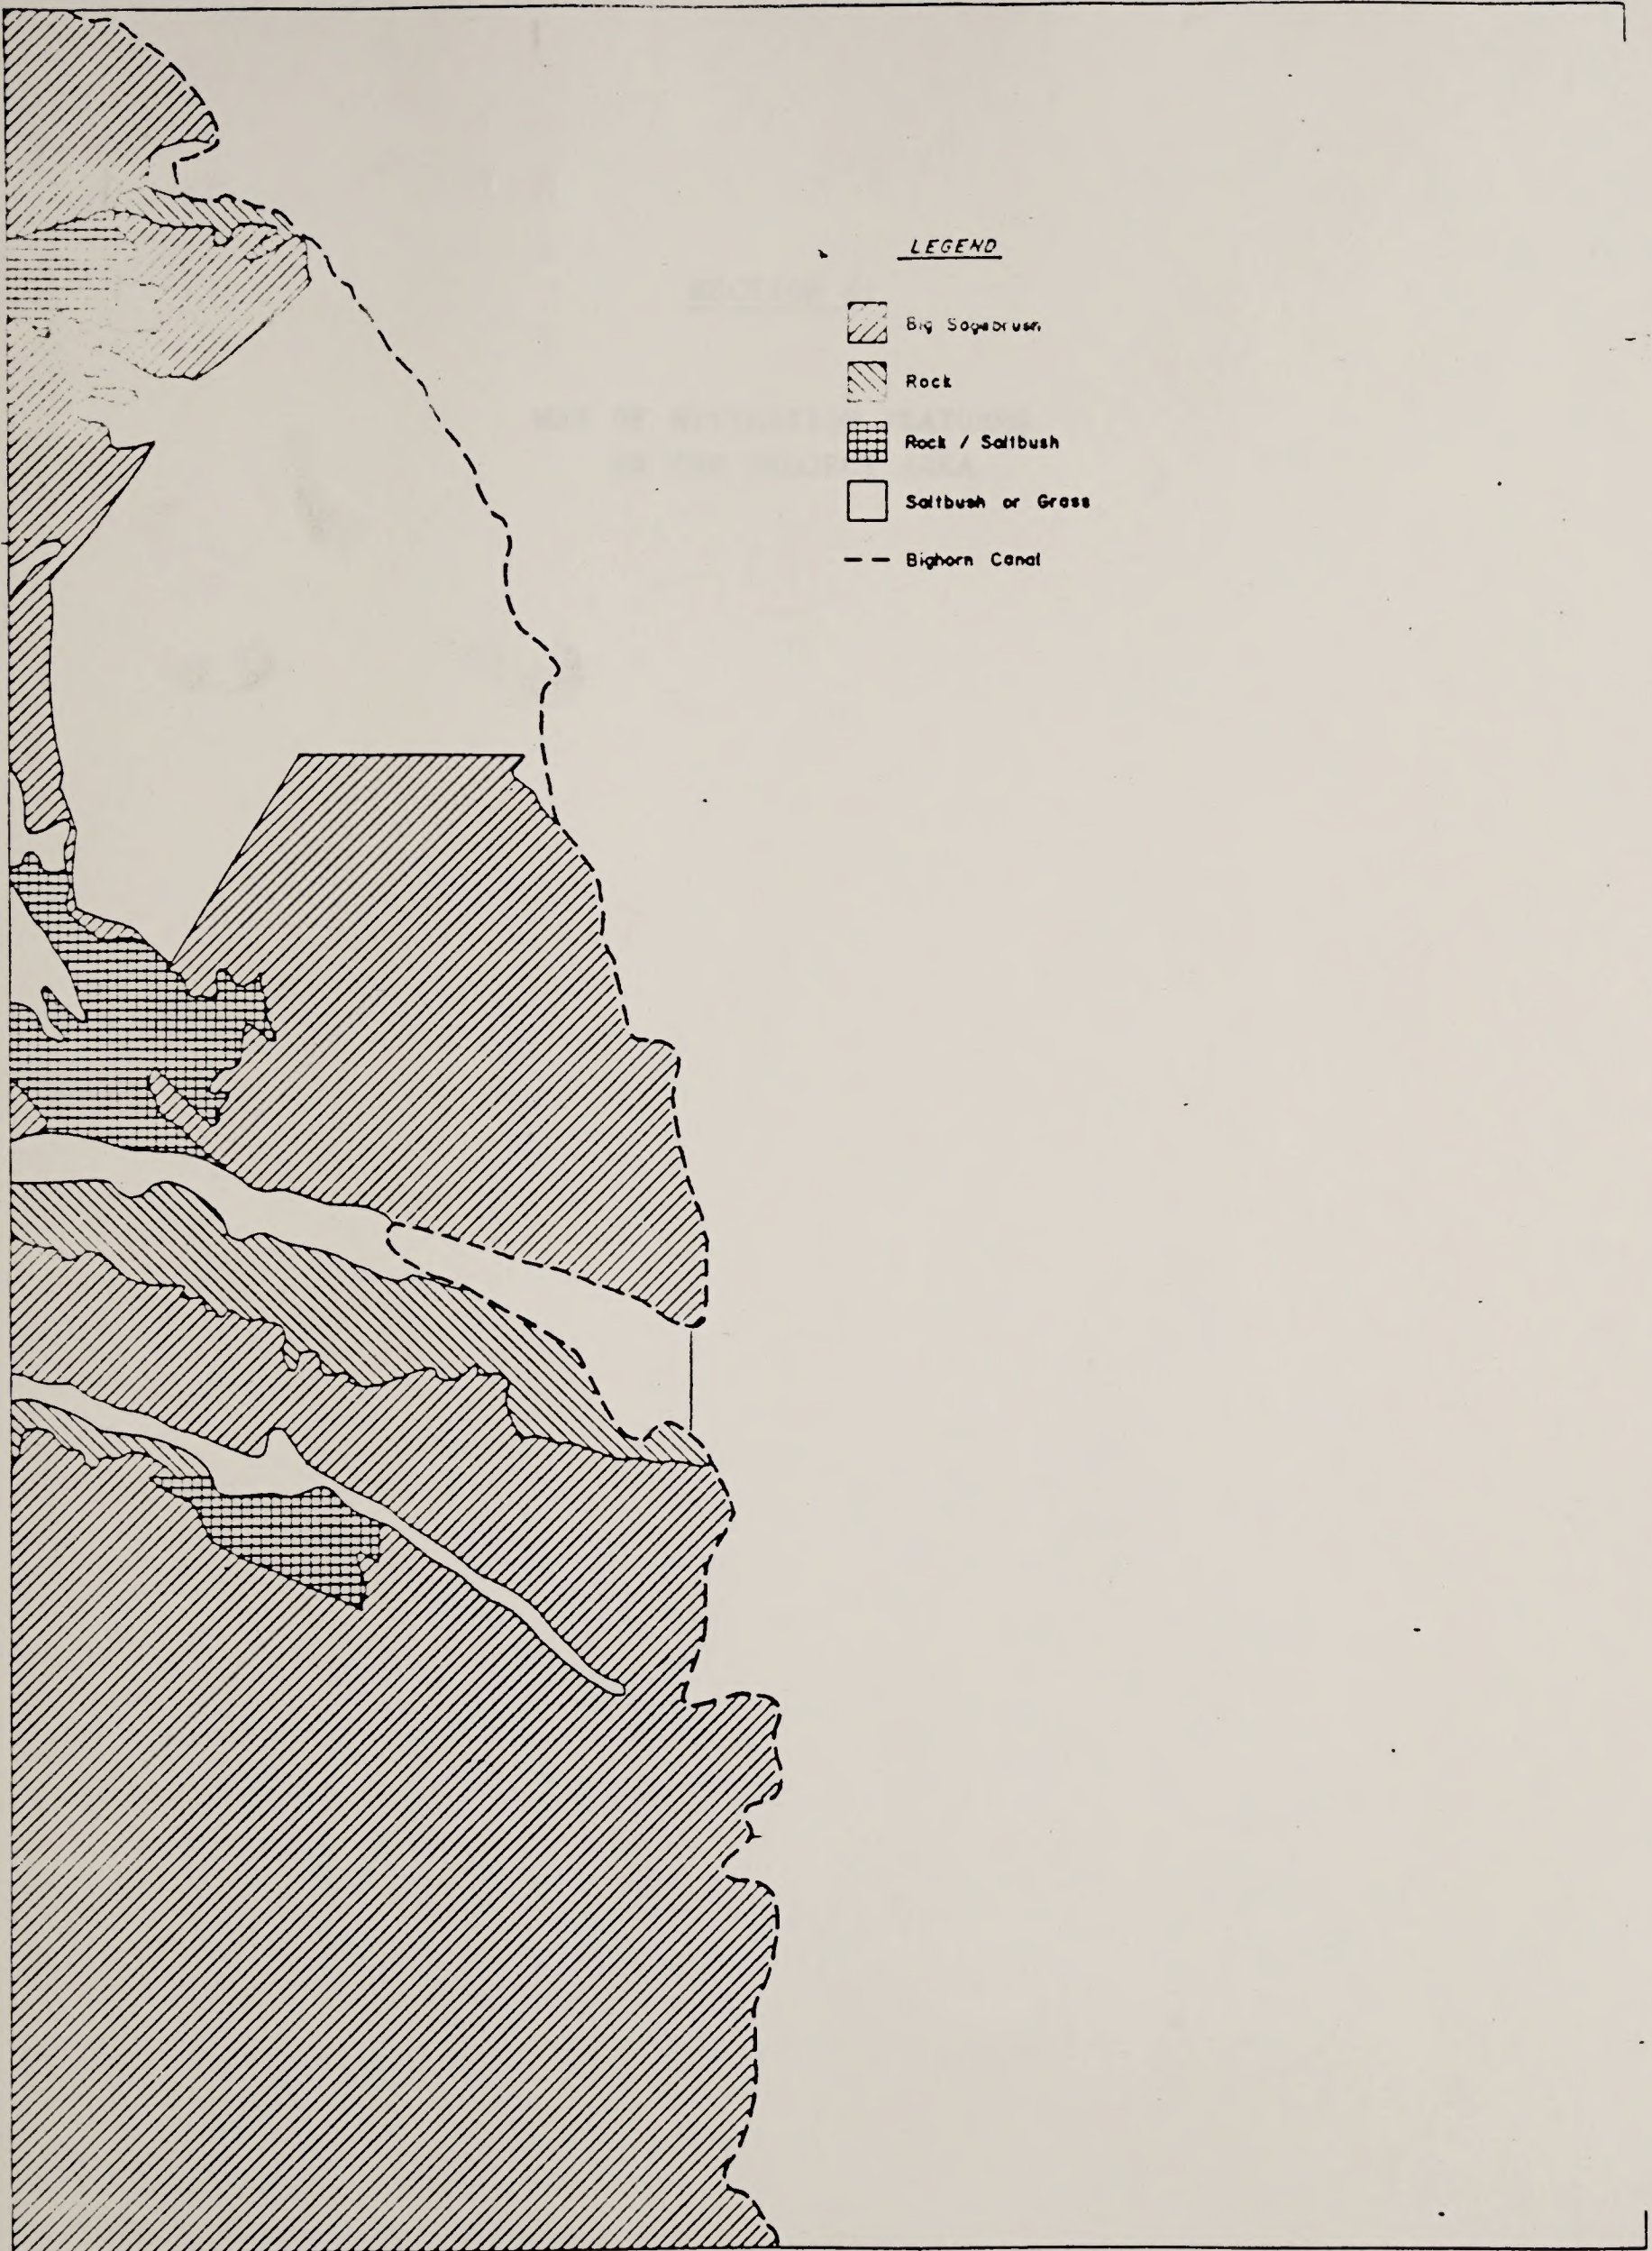 LEGEND
Big Sagebrush
Rock
Rock / Saltbush
Saltbush or Grass
Bighorn Canal